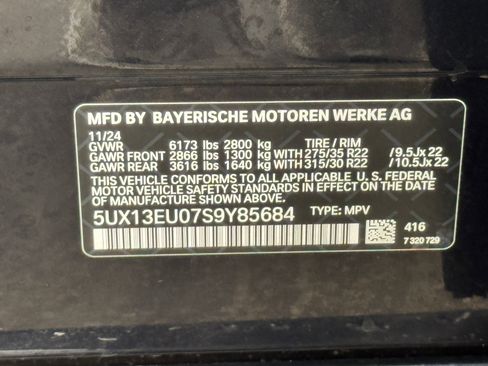 MFD BY BAYERISCHE MOTOREN WERKE AG
11/24
GVWR 6173 lbs 2800 kg TIRE / RIM
GAWR FRONT 2866 lbs 1300 kg WITH 275/35 R22 /9.5Jx 22
GAWR REAR 3616 lbs 1640 kg WITH 315/30 R22 /10.5Jx 22
THIS VEHICLE CONFORMS TO ALL APPLICABLE U. S. FEDERAL
MOTOR VEHICLE SAFETY STANDARDS IN EFFECT ON THE DATE OF
MANUFACTURE SHOWN ABOVE.
5UX13EU07S9Y85684 TYPE: MPV
416
7 320 729